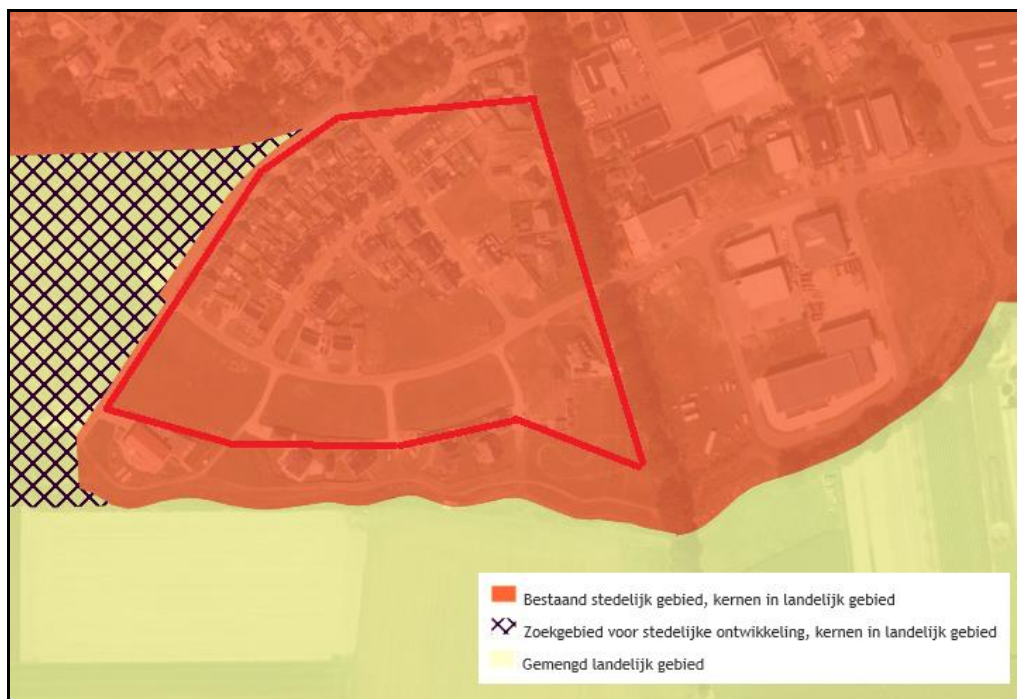 Bestaand stedelijk gebied, kernen in landelijk gebied
Zoekgebied voor stedelijke ontwikkeling, kernen in landelijk gebied
Gemengd landelijk gebied